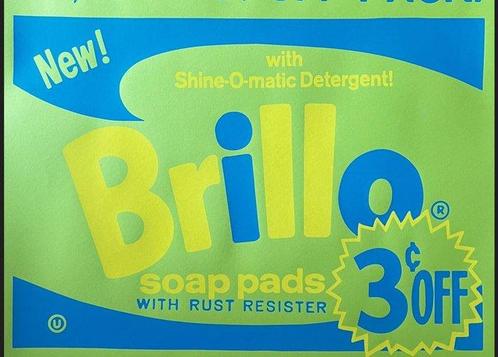 New!
with
Shine-O-matic Detergent!
Brillo®
soap pads
WITH RUST RESISTER
3¢ OFF
Ⓤ